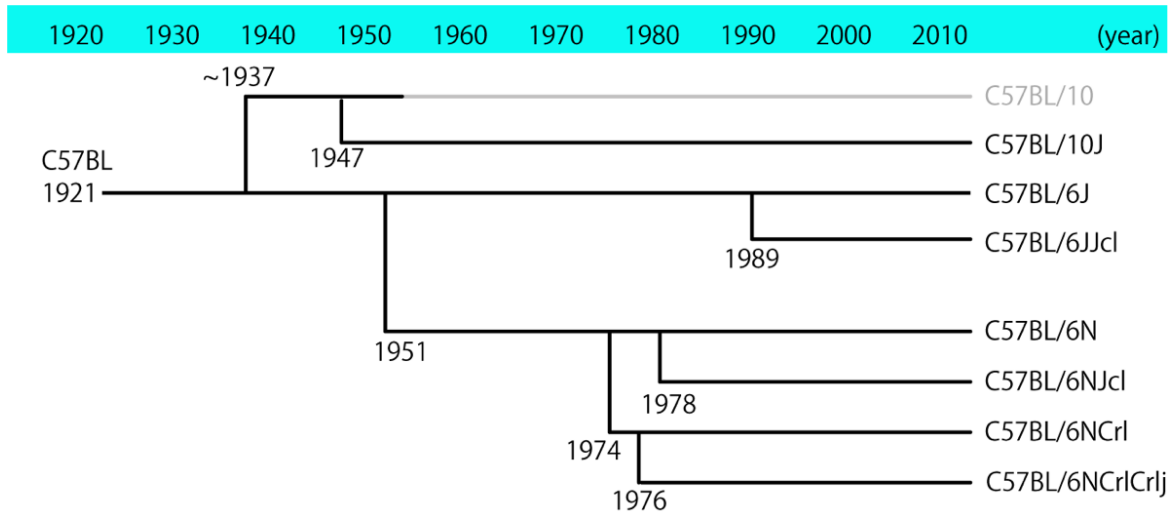 1920 1930 1940 1950 1960 1970 1980 1990 2000 2010 (year)
~1937
C57BL/10
C57BL/10J
1947
C57BL
1921
C57BL/6J
C57BL/6JJcl
1989
C57BL/6N
1951
C57BL/6NJcl
1978
C57BL/6NCrl
1974
C57BL/6NCrlCrlj
1976